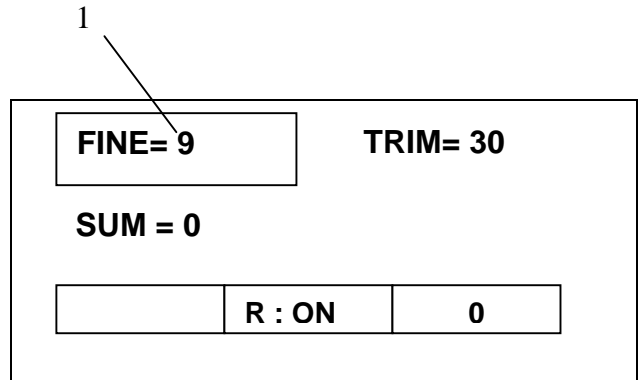 1
FINE= 9 TRIM= 30
SUM = 0
R : ON 0